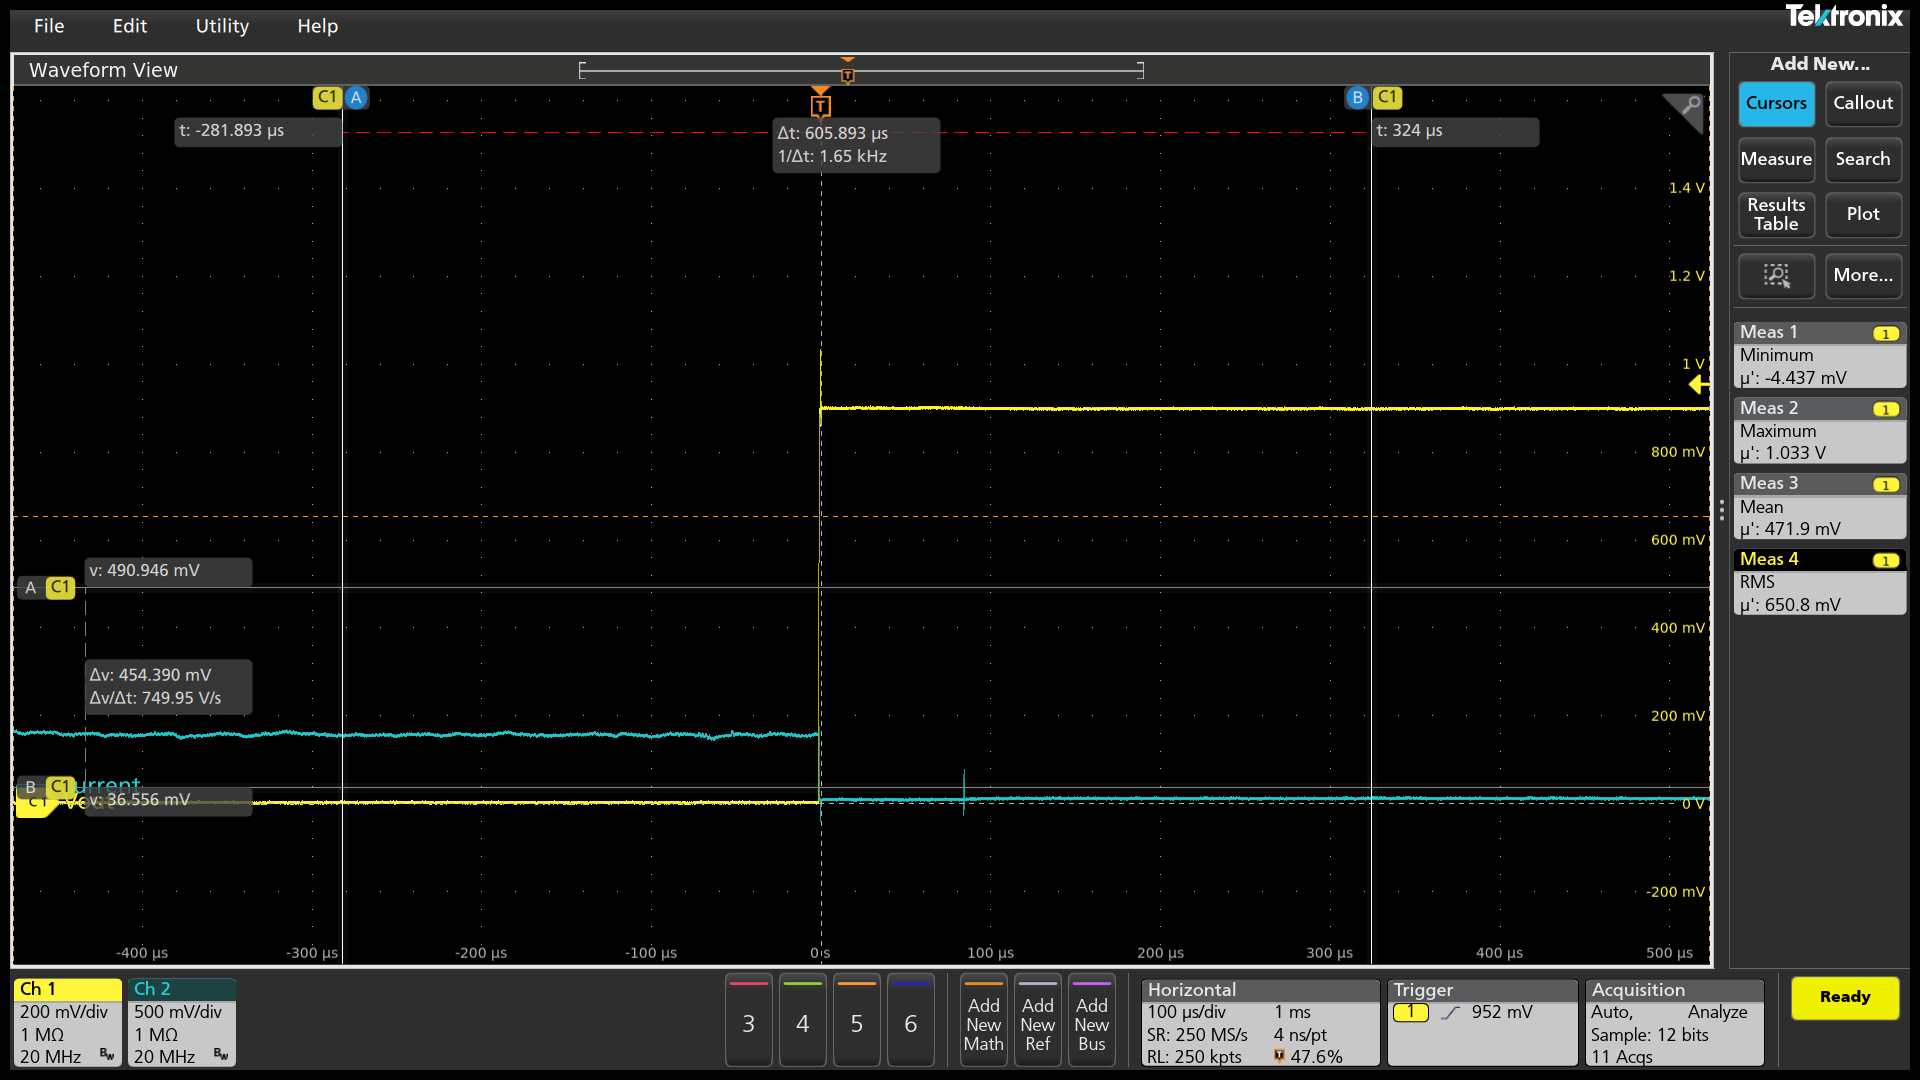 File Edit Utility Help
Tektronix
Waveform View
T
Add New...
Cursors Callout
Measure Search
Results Table Plot
More...
C1 A
T
B C1
t: -281.893 µs
Δt: 605.893 µs
1/Δt: 1.65 kHz
t: 324 µs
1.4 V
1.2 V
1 V
800 mV
600 mV
400 mV
200 mV
0 V
-200 mV
v: 490.946 mV
A C1
Δv: 454.390 mV
Δv/Δt: 749.95 V/s
B C1 urrent
C1 v: 36.556 mV
-400 µs -300 µs -200 µs -100 µs 0 s 100 µs 200 µs 300 µs 400 µs 500 µs
Meas 1 1
Minimum
µ': -4.437 mV
Meas 2 1
Maximum
µ': 1.033 V
Meas 3 1
Mean
µ': 471.9 mV
Meas 4 1
RMS
µ': 650.8 mV
Ch 1
200 mV/div
1 MΩ
20 MHz Bw
Ch 2
500 mV/div
1 MΩ
20 MHz Bw
3 4 5 6
Add New Math
Add New Ref
Add New Bus
Horizontal
100 µs/div 1 ms
SR: 250 MS/s 4 ns/pt
RL: 250 kpts T 47.6%
Trigger
1 952 mV
Acquisition
Auto, Analyze
Sample: 12 bits
11 Acqs
Ready